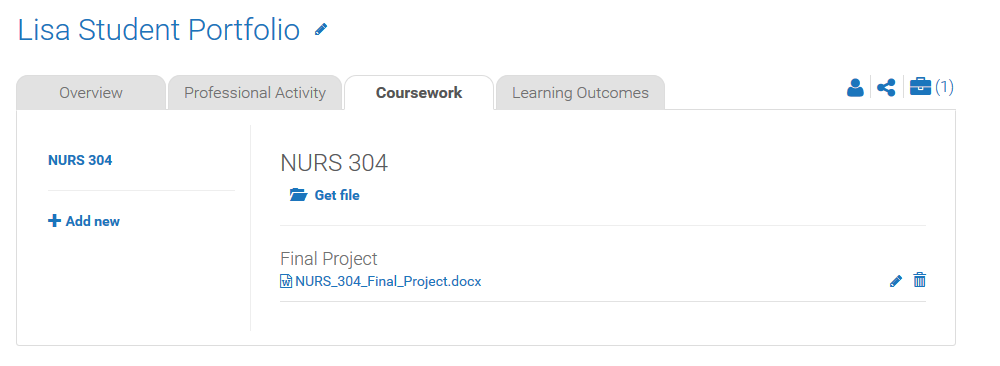 Lisa Student Portfolio
Overview
Professional Activity
Coursework
Learning Outcomes
(1)
NURS 304
Add new
NURS 304
Get file
Final Project
NURS_304_Final_Project.docx